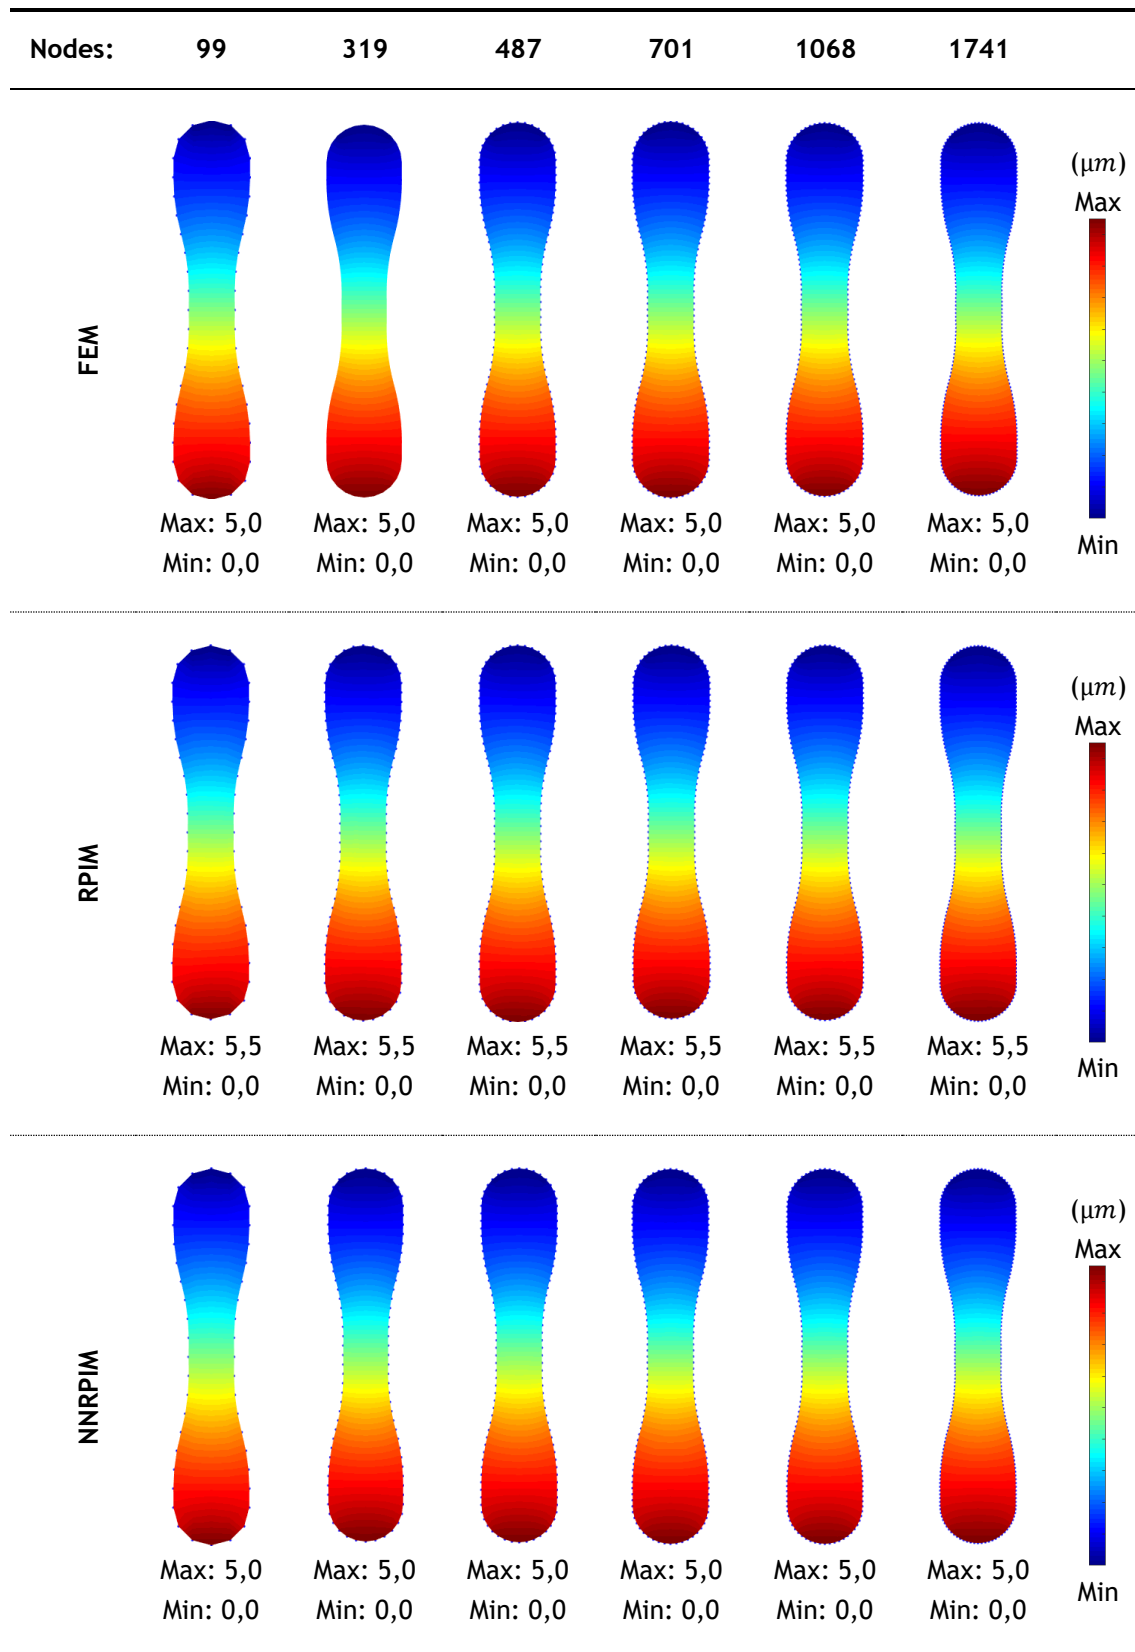 Nodes: 99 319 487 701 1068 1741
(μm)
Max
FEM
Min
Max: 5,0 Max: 5,0 Max: 5,0 Max: 5,0 Max: 5,0 Max: 5,0
Min: 0,0 Min: 0,0 Min: 0,0 Min: 0,0 Min: 0,0 Min: 0,0
(μm)
Max
RPIM
Min
Max: 5,5 Max: 5,5 Max: 5,5 Max: 5,5 Max: 5,5 Max: 5,5
Min: 0,0 Min: 0,0 Min: 0,0 Min: 0,0 Min: 0,0 Min: 0,0
(μm)
Max
NNRPIM
Min
Max: 5,0 Max: 5,0 Max: 5,0 Max: 5,0 Max: 5,0 Max: 5,0
Min: 0,0 Min: 0,0 Min: 0,0 Min: 0,0 Min: 0,0 Min: 0,0